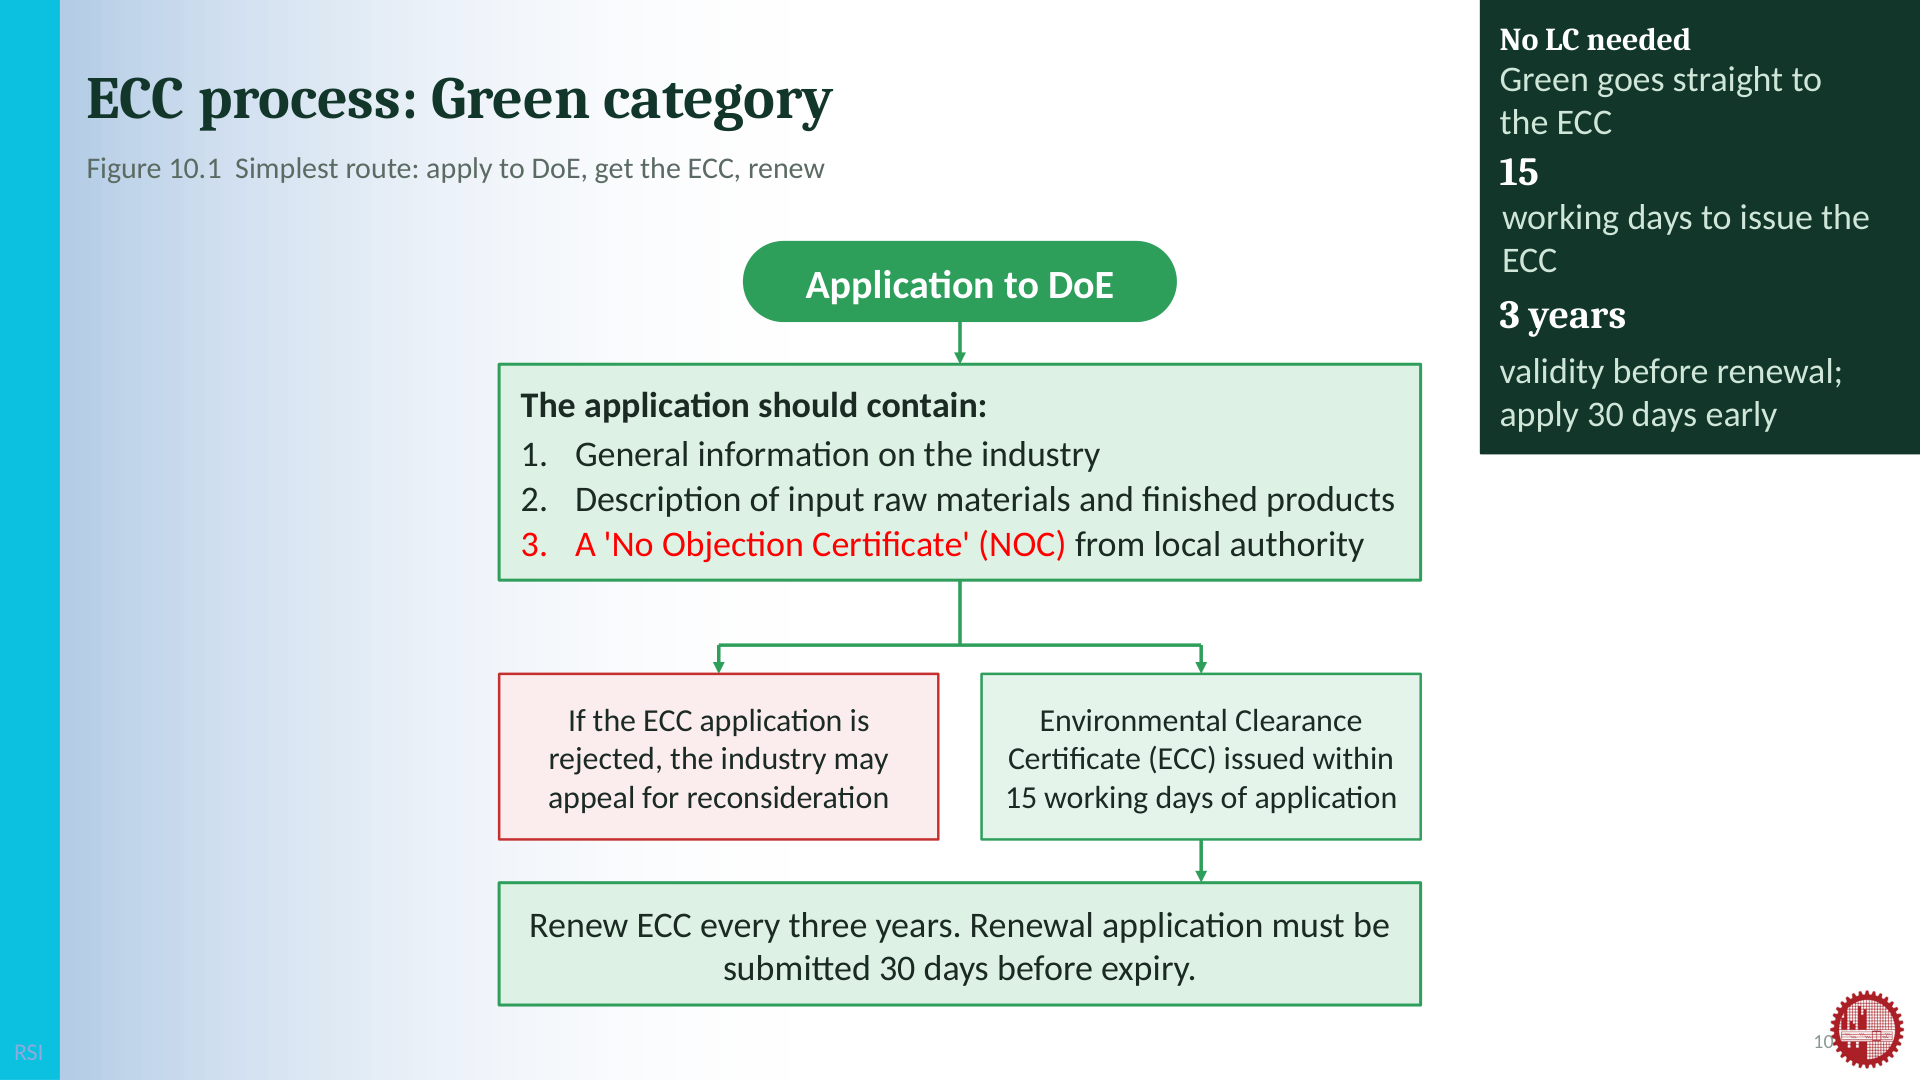 ECC process: Green category
Figure 10.1  Simplest route: apply to DoE, get the ECC, renew
No LC needed
Green goes straight to
the ECC
15
working days to issue the
ECC
3 years
validity before renewal;
apply 30 days early
Application to DoE
The application should contain:
1. General information on the industry
2. Description of input raw materials and finished products
3. A 'No Objection Certificate' (NOC) from local authority
If the ECC application is
rejected, the industry may
appeal for reconsideration
Environmental Clearance
Certificate (ECC) issued within
15 working days of application
Renew ECC every three years. Renewal application must be
submitted 30 days before expiry.
RSI
10